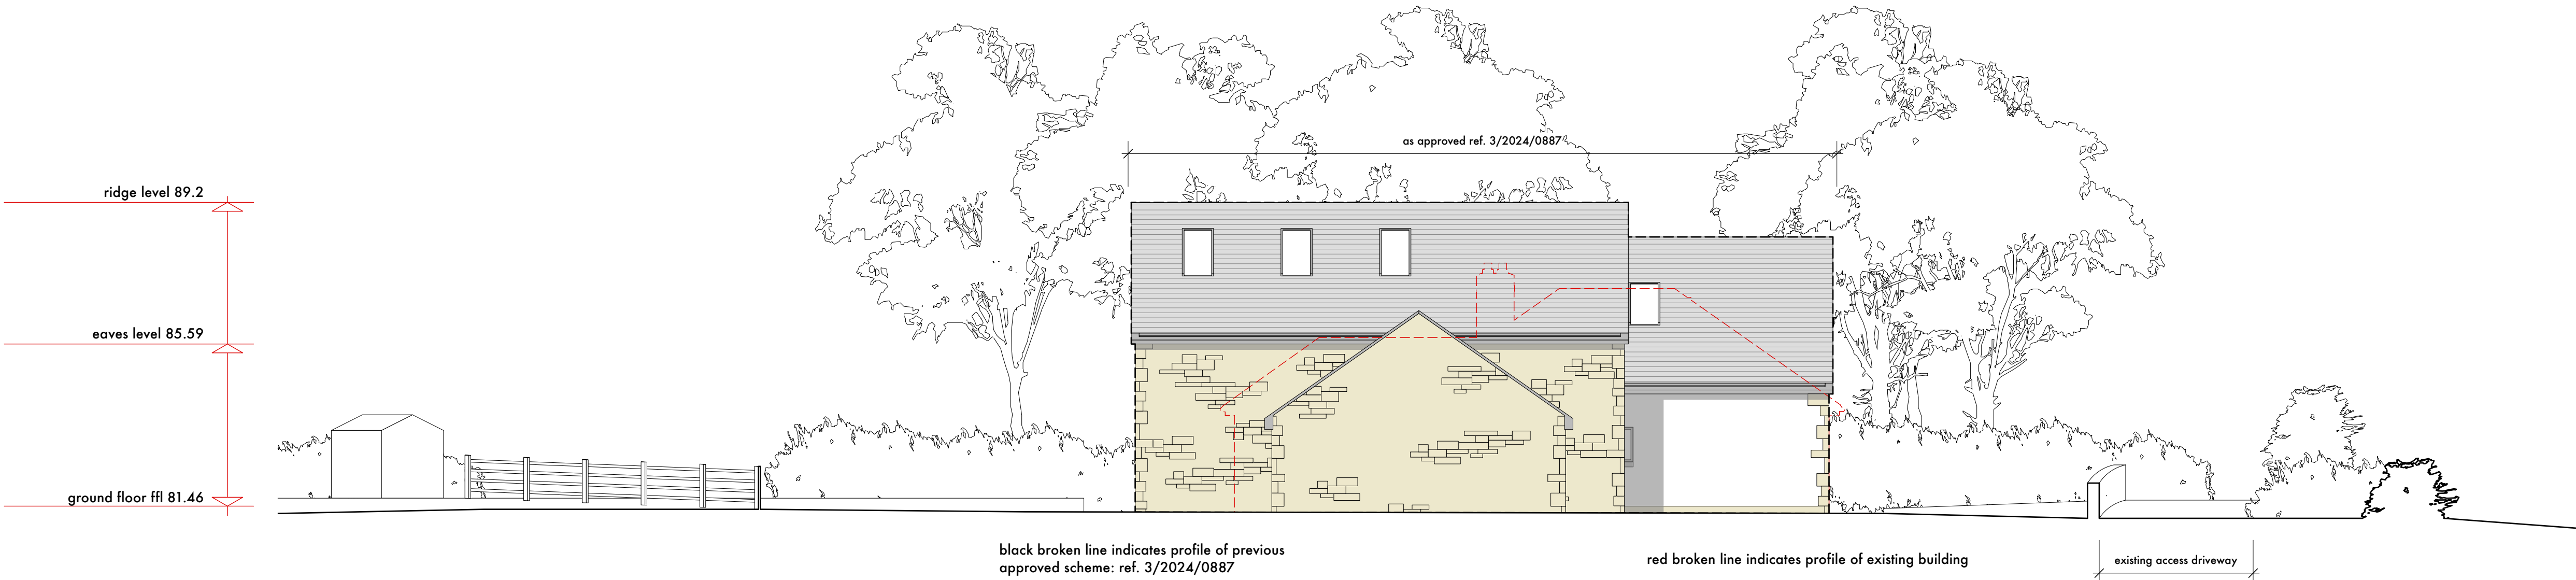 as approved ref. 3/2024/0887
ridge level 89.2
eaves level 85.59
ground floor ffl 81.46
black broken line indicates profile of previous
approved scheme: ref. 3/2024/0887
red broken line indicates profile of existing building
existing access driveway